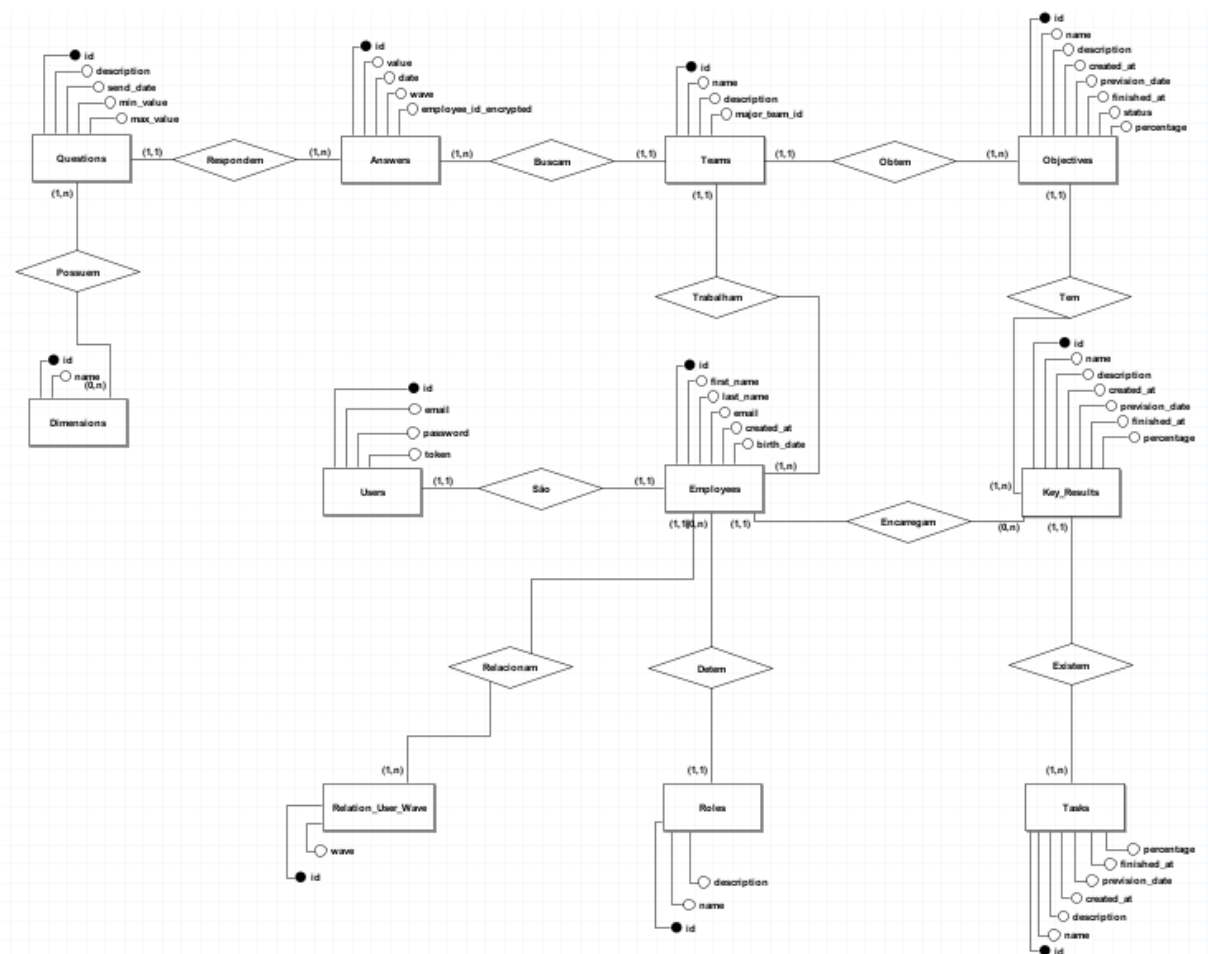 id
description
send_date
min_value
max_value
Questions
(1,1)
Respondem
(1,n)
id
value
date
wave
employee_id_encrypted
Answers
(1,n)
Buscam
(1,1)
id
name
description
major_team_id
Teams
(1,1)
Obtem
(1,n)
id
name
description
created_at
prevision_date
finished_at
status
percentage
Objectives
(1,n)
Possuem
(0,n)
id
name
Dimensions
(1,1)
Trabalham
(1,n)
(1,1)
Tem
(1,n)
id
email
password
token
Users
(1,1)
São
(1,1)
id
first_name
last_name
email
created_at
birth_date
Employees
(1,1)
(0,n)
(1,1)
Encarregam
(0,n)
id
name
description
created_at
prevision_date
finished_at
percentage
Key_Results
(1,1)
Relacionam
(1,n)
Relation_User_Wave
wave
id
Detem
(1,1)
Roles
description
name
id
Existem
(1,n)
Tasks
percentage
finished_at
prevision_date
created_at
description
name
id